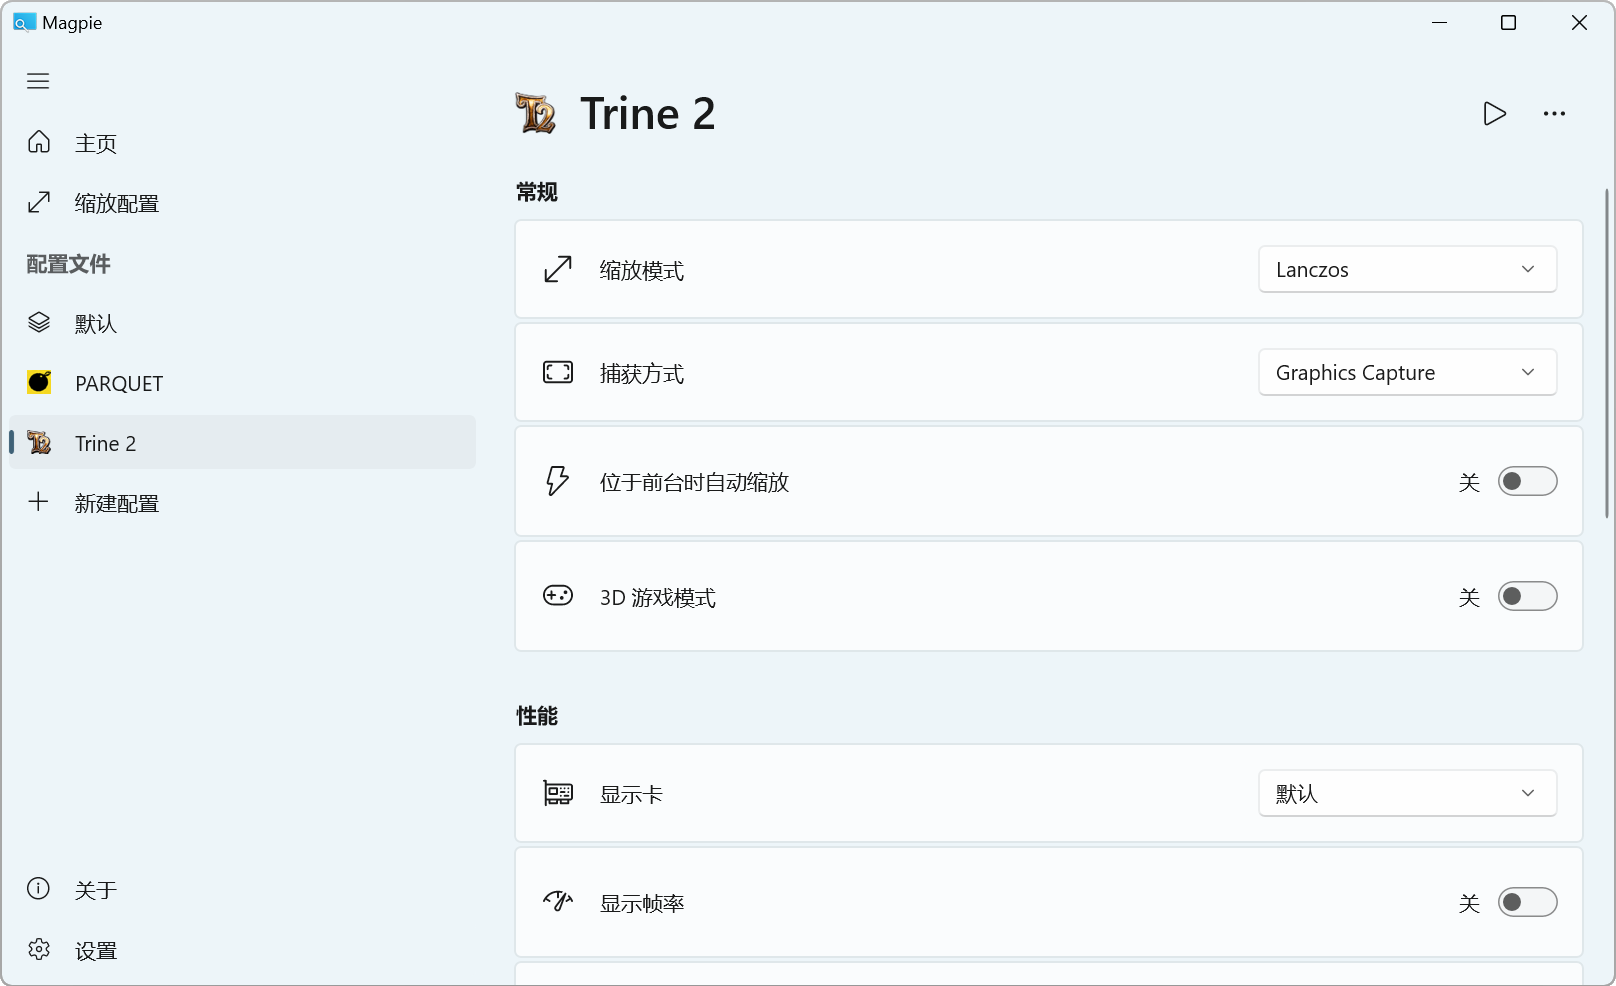 Magpie
主页
缩放配置
配置文件
默认
PARQUET
Trine 2
新建配置
关于
设置
Trine 2
常规
缩放模式
Lanczos
捕获方式
Graphics Capture
位于前台时自动缩放
关
3D 游戏模式
关
性能
显示卡
默认
显示帧率
关